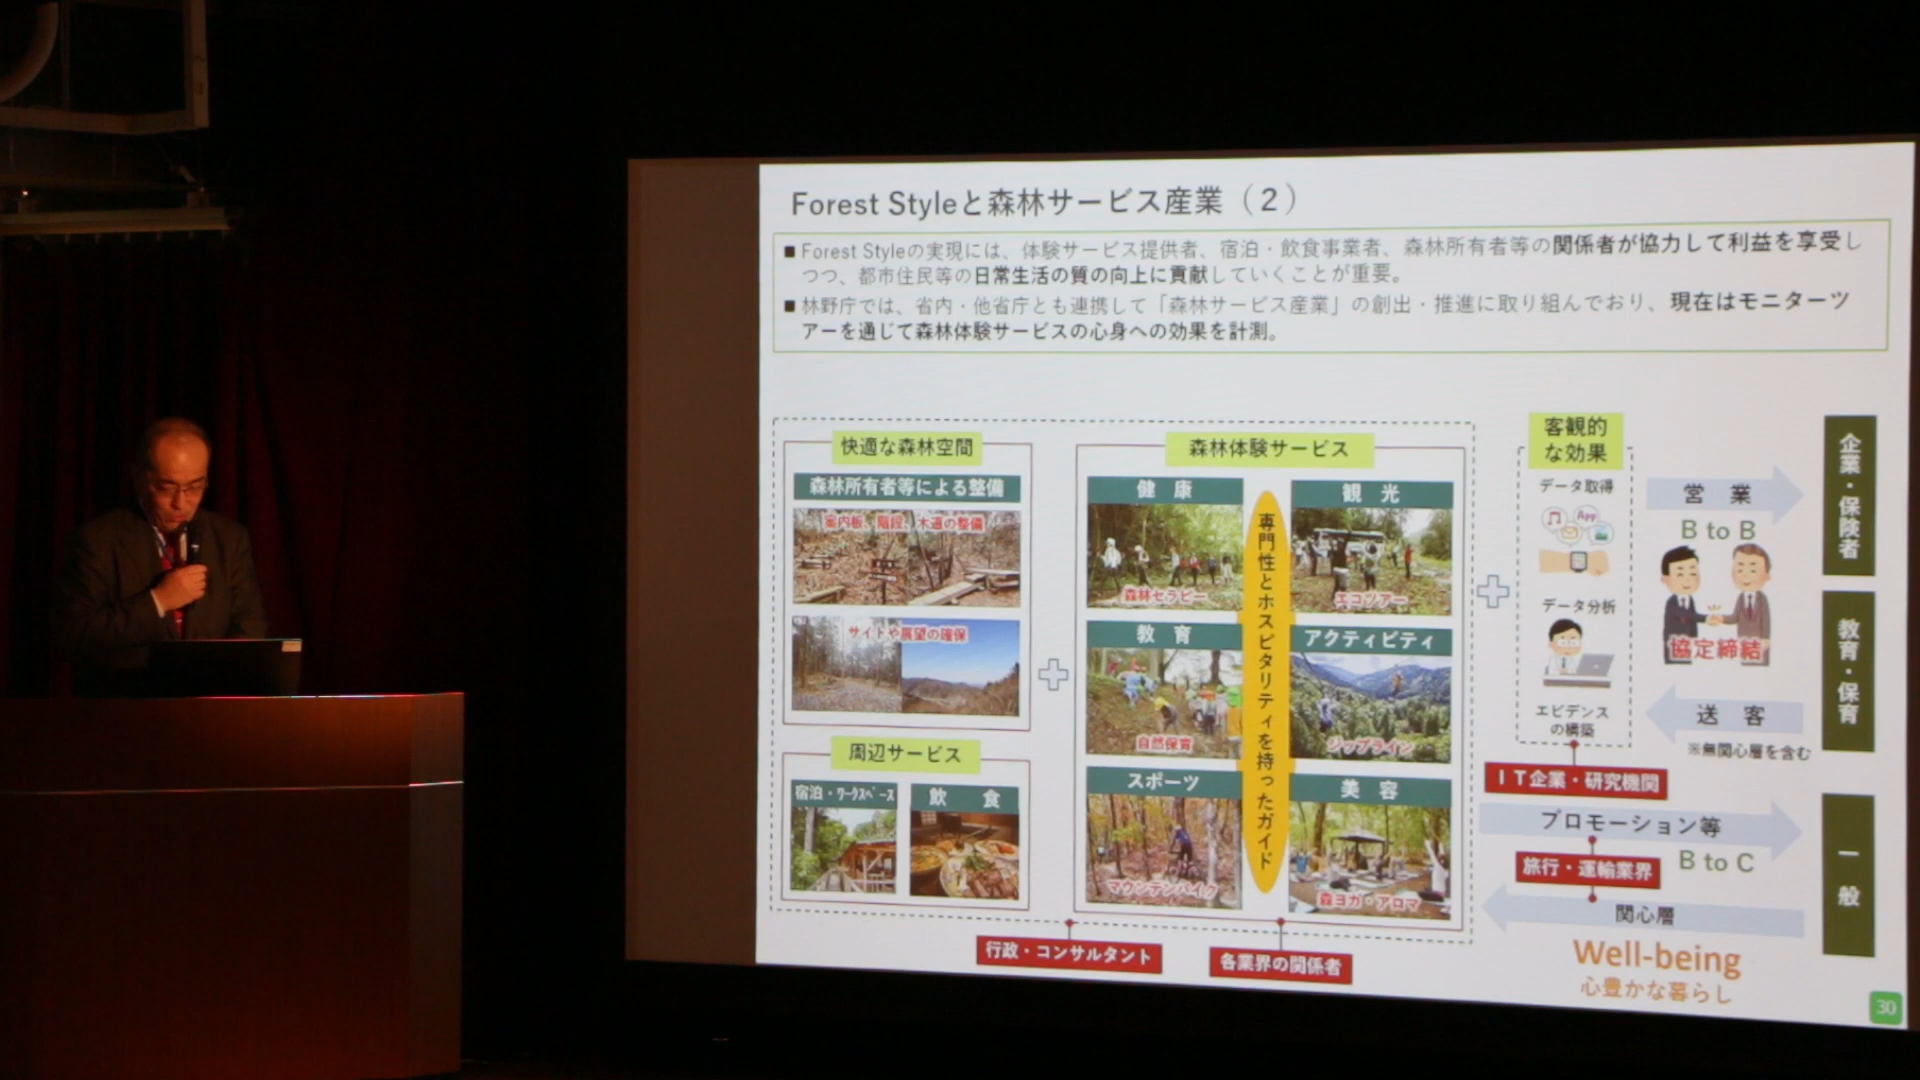 Forest Styleと森林サービス産業（２）
■ Forest Styleの実現には、体験サービス提供者、宿泊・飲食事業者、森林所有者等の関係者が協力して利益を享受し
つつ、都市住民等の日常生活の質の向上に貢献していくことが重要。
■ 林野庁では、省内・他省庁とも連携して「森林サービス産業」の創出・推進に取り組んでおり、現在はモニターツ
アーを通じて森林体験サービスの心身への効果を計測。
快適な森林空間
森林所有者等による整備
案内板、階段、木道の整備
サイトや展望の確保
周辺サービス
宿泊・ワークスペース
飲　食
森林体験サービス
健　康
森林セラピー
観　光
エコツアー
教　育
自然保育
アクティビティ
ジップライン
スポーツ
マウンテンバイク
美　容
森ヨガ・アロマ
専門性とホスピタリティを持ったガイド
行政・コンサルタント
各業界の関係者
客観的
な効果
データ取得
App
データ分析
エビデンス
の構築
ＩＴ企業・研究機関
営　業
B to B
協定締結
送　客
※無関心層を含む
プロモーション等
旅行・運輸業界
B to C
関心層
Well-being
心豊かな暮らし
企業・保険者
教育・保育
一　般
30